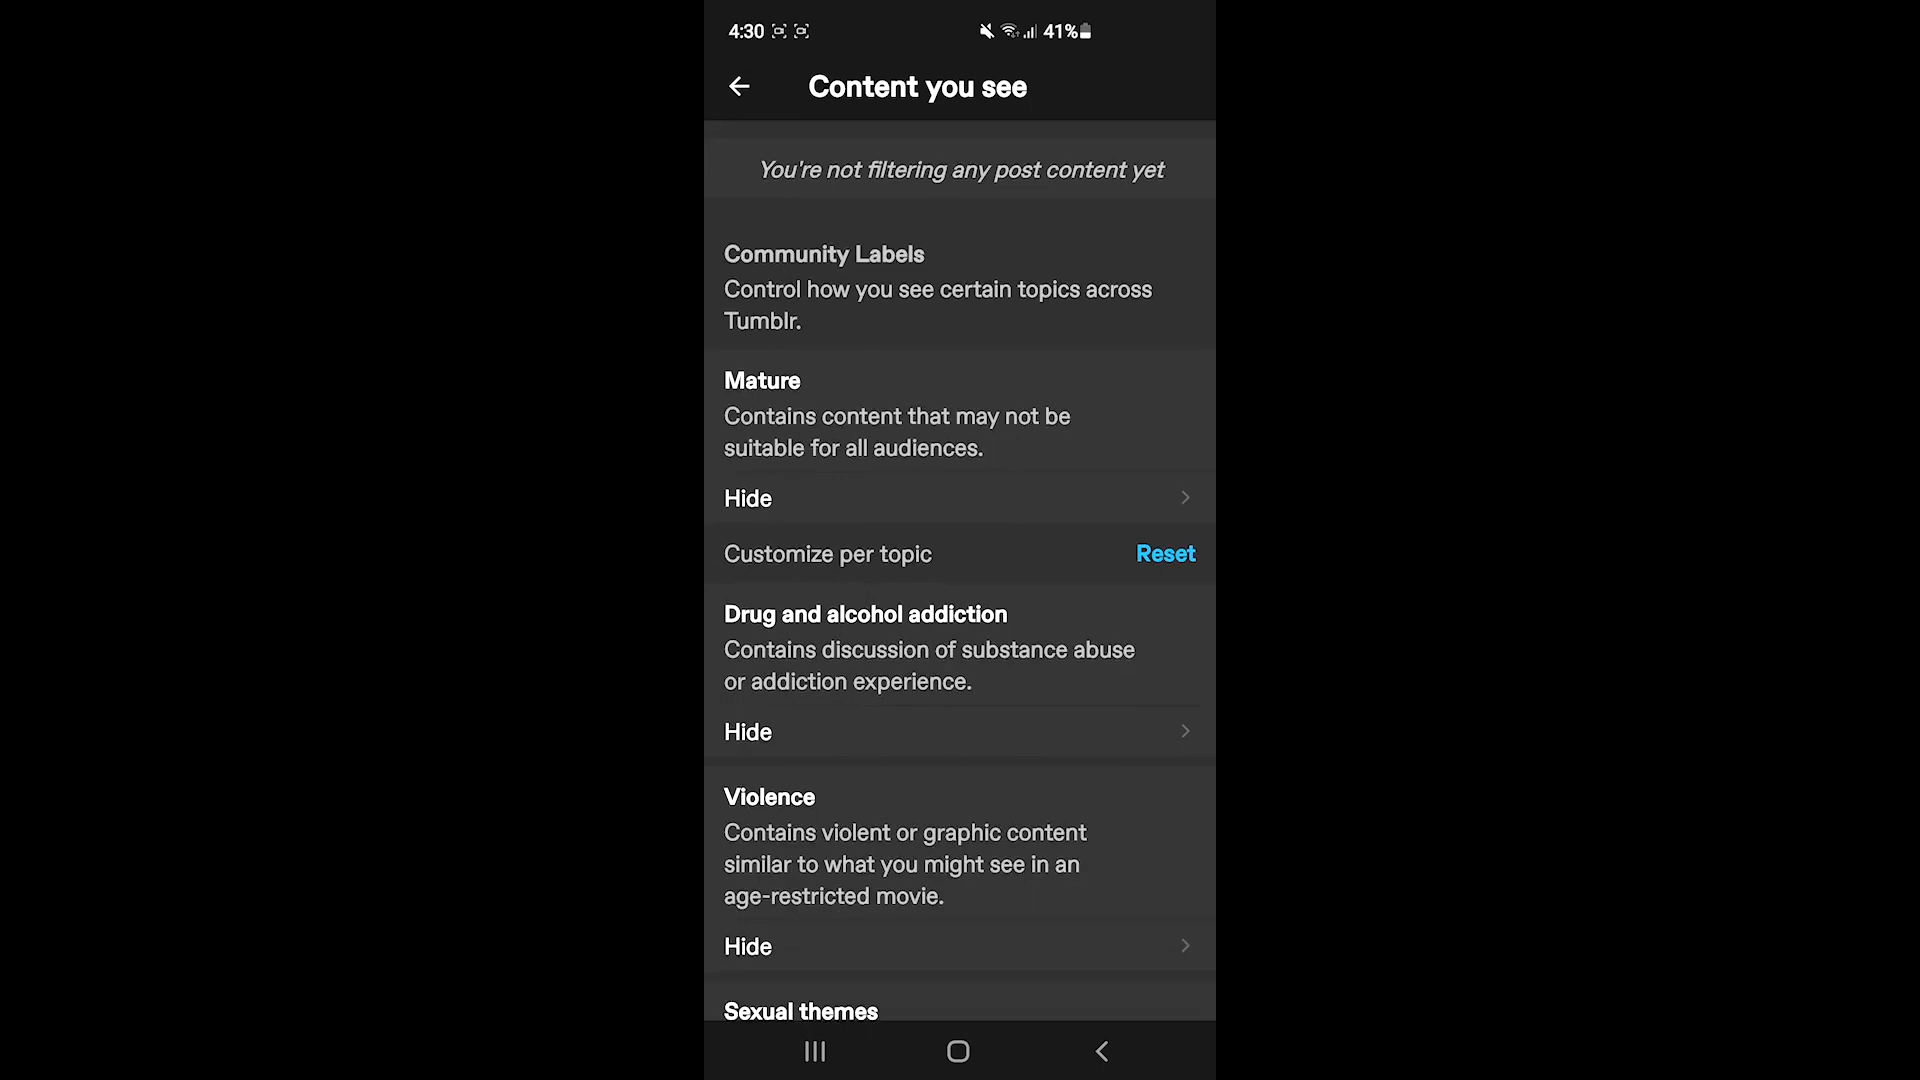 4:30 41%
Content you see
You're not filtering any post content yet
Community Labels
Control how you see certain topics across
Tumblr.
Mature
Contains content that may not be
suitable for all audiences.
Hide
Customize per topic Reset
Drug and alcohol addiction
Contains discussion of substance abuse
or addiction experience.
Hide
Violence
Contains violent or graphic content
similar to what you might see in an
age-restricted movie.
Hide
Sexual themes